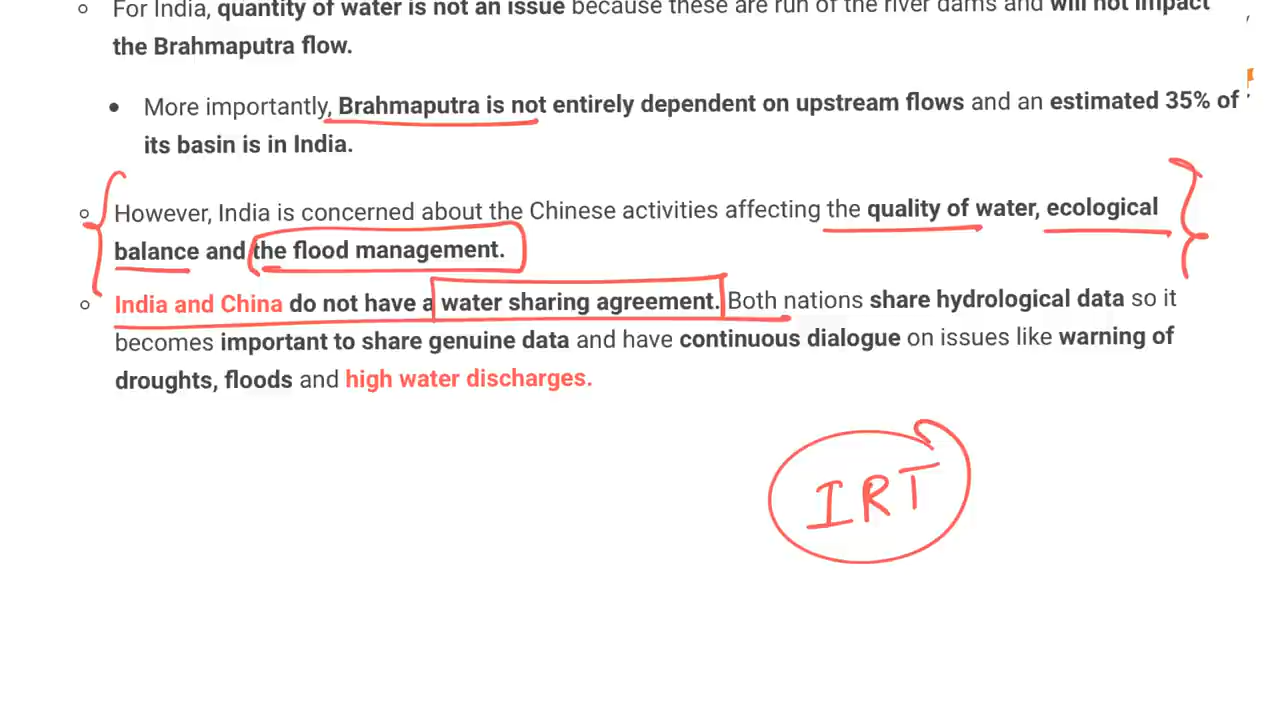 For India, quantity of water is not an issue because these are run of the river dams and will not impact
the Brahmaputra flow.
More importantly, Brahmaputra is not entirely dependent on upstream flows and an estimated 35% of
its basin is in India.
However, India is concerned about the Chinese activities affecting the quality of water, ecological
balance and the flood management.
India and China do not have a water sharing agreement. Both nations share hydrological data so it
becomes important to share genuine data and have continuous dialogue on issues like warning of
droughts, floods and high water discharges.
IRT